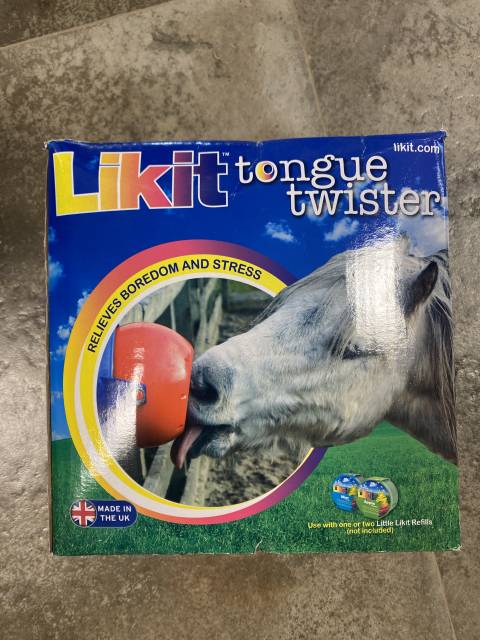 Likit™ tongue
twister
likit.com
RELIEVES BOREDOM AND STRESS
MADE IN
THE UK
Use with one or two Little Likit Refills
(not included)